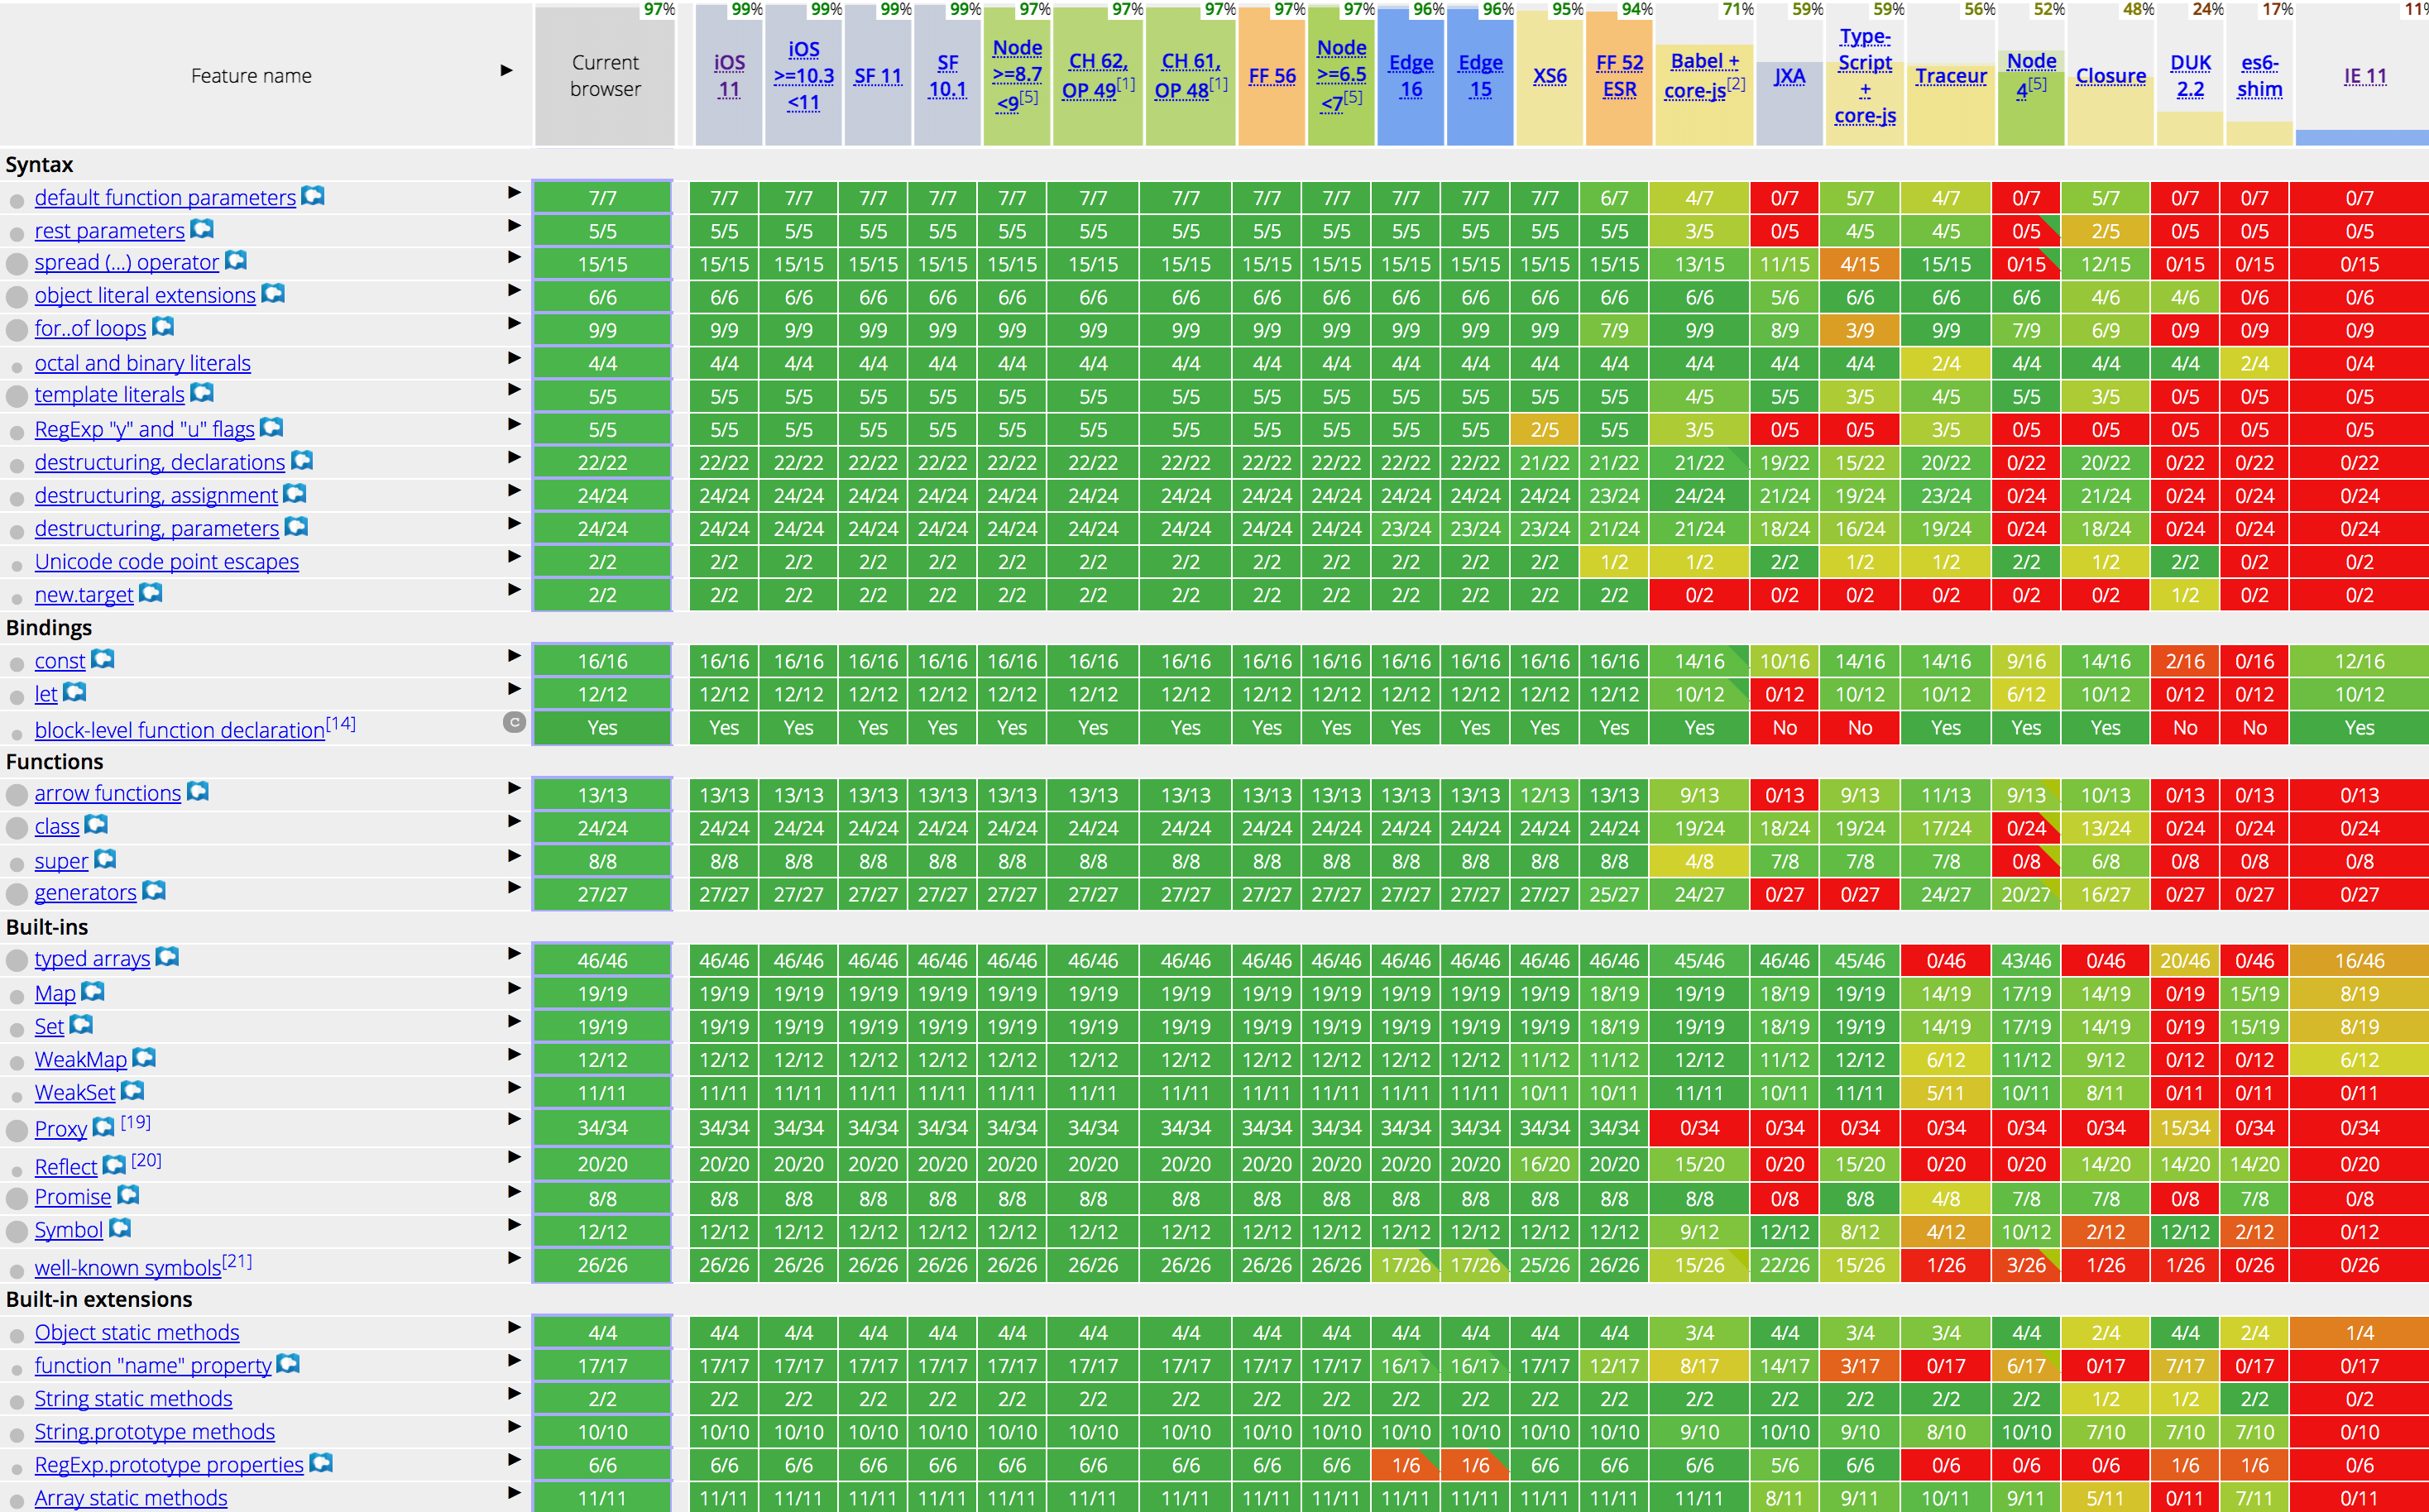 97% 99% 99% 99% 99% 97% 97% 97% 97% 97% 96% 96% 95% 94% 71% 59% 59% 56% 52% 48% 24% 17% 11%
Feature name ▶ Current browser iOS 11 iOS >=10.3 <11 SF 11 SF 10.1 Node >=8.7 <9[5] CH 62, OP 49[1] CH 61, OP 48[1] FF 56 Node >=6.5 <7[5] Edge 16 Edge 15 XS6 FF 52 ESR Babel + core-js[2] JXA Type-Script + core-js Traceur Node 4[5] Closure DUK 2.2 es6-shim IE 11
Syntax
default function parameters ▶ 7/7 7/7 7/7 7/7 7/7 7/7 7/7 7/7 7/7 7/7 7/7 7/7 7/7 6/7 4/7 0/7 5/7 4/7 0/7 5/7 0/7 0/7 0/7
rest parameters ▶ 5/5 5/5 5/5 5/5 5/5 5/5 5/5 5/5 5/5 5/5 5/5 5/5 5/5 5/5 3/5 0/5 4/5 4/5 0/5 2/5 0/5 0/5 0/5
spread (...) operator ▶ 15/15 15/15 15/15 15/15 15/15 15/15 15/15 15/15 15/15 15/15 15/15 15/15 15/15 15/15 13/15 11/15 4/15 15/15 0/15 12/15 0/15 0/15 0/15
object literal extensions ▶ 6/6 6/6 6/6 6/6 6/6 6/6 6/6 6/6 6/6 6/6 6/6 6/6 6/6 6/6 6/6 5/6 6/6 6/6 6/6 4/6 4/6 0/6 0/6
for..of loops ▶ 9/9 9/9 9/9 9/9 9/9 9/9 9/9 9/9 9/9 9/9 9/9 9/9 9/9 7/9 9/9 8/9 3/9 9/9 7/9 6/9 0/9 0/9 0/9
octal and binary literals ▶ 4/4 4/4 4/4 4/4 4/4 4/4 4/4 4/4 4/4 4/4 4/4 4/4 4/4 4/4 4/4 4/4 4/4 2/4 4/4 4/4 4/4 2/4 0/4
template literals ▶ 5/5 5/5 5/5 5/5 5/5 5/5 5/5 5/5 5/5 5/5 5/5 5/5 5/5 5/5 4/5 5/5 3/5 4/5 5/5 3/5 0/5 0/5 0/5
RegExp "y" and "u" flags ▶ 5/5 5/5 5/5 5/5 5/5 5/5 5/5 5/5 5/5 5/5 5/5 5/5 2/5 5/5 3/5 0/5 0/5 3/5 0/5 0/5 0/5 0/5 0/5
destructuring, declarations ▶ 22/22 22/22 22/22 22/22 22/22 22/22 22/22 22/22 22/22 22/22 22/22 22/22 21/22 21/22 21/22 19/22 15/22 20/22 0/22 20/22 0/22 0/22 0/22
destructuring, assignment ▶ 24/24 24/24 24/24 24/24 24/24 24/24 24/24 24/24 24/24 24/24 24/24 24/24 24/24 23/24 24/24 21/24 19/24 23/24 0/24 21/24 0/24 0/24 0/24
destructuring, parameters ▶ 24/24 24/24 24/24 24/24 24/24 24/24 24/24 24/24 24/24 24/24 23/24 23/24 23/24 21/24 21/24 18/24 16/24 19/24 0/24 18/24 0/24 0/24 0/24
Unicode code point escapes ▶ 2/2 2/2 2/2 2/2 2/2 2/2 2/2 2/2 2/2 2/2 2/2 2/2 2/2 1/2 1/2 2/2 1/2 1/2 2/2 1/2 2/2 0/2 0/2
new.target ▶ 2/2 2/2 2/2 2/2 2/2 2/2 2/2 2/2 2/2 2/2 2/2 2/2 2/2 2/2 0/2 0/2 0/2 0/2 0/2 0/2 1/2 0/2 0/2
Bindings
const ▶ 16/16 16/16 16/16 16/16 16/16 16/16 16/16 16/16 16/16 16/16 16/16 16/16 16/16 16/16 14/16 10/16 14/16 14/16 9/16 14/16 2/16 0/16 12/16
let ▶ 12/12 12/12 12/12 12/12 12/12 12/12 12/12 12/12 12/12 12/12 12/12 12/12 12/12 12/12 10/12 0/12 10/12 10/12 6/12 10/12 0/12 0/12 10/12
block-level function declaration[14] C Yes Yes Yes Yes Yes Yes Yes Yes Yes Yes Yes Yes Yes Yes Yes No No Yes Yes Yes No No Yes
Functions
arrow functions ▶ 13/13 13/13 13/13 13/13 13/13 13/13 13/13 13/13 13/13 13/13 13/13 13/13 12/13 13/13 9/13 0/13 9/13 11/13 9/13 10/13 0/13 0/13 0/13
class ▶ 24/24 24/24 24/24 24/24 24/24 24/24 24/24 24/24 24/24 24/24 24/24 24/24 24/24 24/24 19/24 18/24 19/24 17/24 0/24 13/24 0/24 0/24 0/24
super ▶ 8/8 8/8 8/8 8/8 8/8 8/8 8/8 8/8 8/8 8/8 8/8 8/8 8/8 8/8 4/8 7/8 7/8 7/8 0/8 6/8 0/8 0/8 0/8
generators ▶ 27/27 27/27 27/27 27/27 27/27 27/27 27/27 27/27 27/27 27/27 27/27 27/27 27/27 25/27 24/27 0/27 0/27 24/27 20/27 16/27 0/27 0/27 0/27
Built-ins
typed arrays ▶ 46/46 46/46 46/46 46/46 46/46 46/46 46/46 46/46 46/46 46/46 46/46 46/46 46/46 46/46 45/46 46/46 45/46 0/46 43/46 0/46 20/46 0/46 16/46
Map ▶ 19/19 19/19 19/19 19/19 19/19 19/19 19/19 19/19 19/19 19/19 19/19 19/19 19/19 18/19 19/19 18/19 19/19 14/19 17/19 14/19 0/19 15/19 8/19
Set ▶ 19/19 19/19 19/19 19/19 19/19 19/19 19/19 19/19 19/19 19/19 19/19 19/19 19/19 18/19 19/19 18/19 19/19 14/19 17/19 14/19 0/19 15/19 8/19
WeakMap ▶ 12/12 12/12 12/12 12/12 12/12 12/12 12/12 12/12 12/12 12/12 12/12 12/12 11/12 11/12 12/12 11/12 12/12 6/12 11/12 9/12 0/12 0/12 6/12
WeakSet ▶ 11/11 11/11 11/11 11/11 11/11 11/11 11/11 11/11 11/11 11/11 11/11 11/11 10/11 10/11 11/11 10/11 11/11 5/11 10/11 8/11 0/11 0/11 0/11
Proxy [19] ▶ 34/34 34/34 34/34 34/34 34/34 34/34 34/34 34/34 34/34 34/34 34/34 34/34 34/34 34/34 0/34 0/34 0/34 0/34 0/34 0/34 15/34 0/34 0/34
Reflect [20] ▶ 20/20 20/20 20/20 20/20 20/20 20/20 20/20 20/20 20/20 20/20 20/20 20/20 16/20 20/20 15/20 0/20 15/20 0/20 0/20 14/20 14/20 14/20 0/20
Promise ▶ 8/8 8/8 8/8 8/8 8/8 8/8 8/8 8/8 8/8 8/8 8/8 8/8 8/8 8/8 8/8 0/8 8/8 4/8 7/8 7/8 0/8 7/8 0/8
Symbol ▶ 12/12 12/12 12/12 12/12 12/12 12/12 12/12 12/12 12/12 12/12 12/12 12/12 12/12 12/12 9/12 12/12 8/12 4/12 10/12 2/12 12/12 2/12 0/12
well-known symbols[21] ▶ 26/26 26/26 26/26 26/26 26/26 26/26 26/26 26/26 26/26 26/26 17/26 17/26 25/26 26/26 15/26 22/26 15/26 1/26 3/26 1/26 1/26 0/26 0/26
Built-in extensions
Object static methods ▶ 4/4 4/4 4/4 4/4 4/4 4/4 4/4 4/4 4/4 4/4 4/4 4/4 4/4 4/4 3/4 4/4 3/4 3/4 4/4 2/4 4/4 2/4 1/4
function "name" property ▶ 17/17 17/17 17/17 17/17 17/17 17/17 17/17 17/17 17/17 17/17 16/17 16/17 17/17 12/17 8/17 14/17 3/17 0/17 6/17 0/17 7/17 0/17 0/17
String static methods ▶ 2/2 2/2 2/2 2/2 2/2 2/2 2/2 2/2 2/2 2/2 2/2 2/2 2/2 2/2 2/2 2/2 2/2 2/2 2/2 1/2 1/2 2/2 0/2
String.prototype methods ▶ 10/10 10/10 10/10 10/10 10/10 10/10 10/10 10/10 10/10 10/10 10/10 10/10 10/10 10/10 9/10 10/10 9/10 8/10 10/10 7/10 7/10 7/10 0/10
RegExp.prototype properties ▶ 6/6 6/6 6/6 6/6 6/6 6/6 6/6 6/6 6/6 6/6 1/6 1/6 6/6 6/6 6/6 5/6 6/6 0/6 0/6 0/6 1/6 1/6 0/6
Array static methods ▶ 11/11 11/11 11/11 11/11 11/11 11/11 11/11 11/11 11/11 11/11 11/11 11/11 11/11 11/11 11/11 8/11 9/11 10/11 9/11 5/11 0/11 7/11 0/11